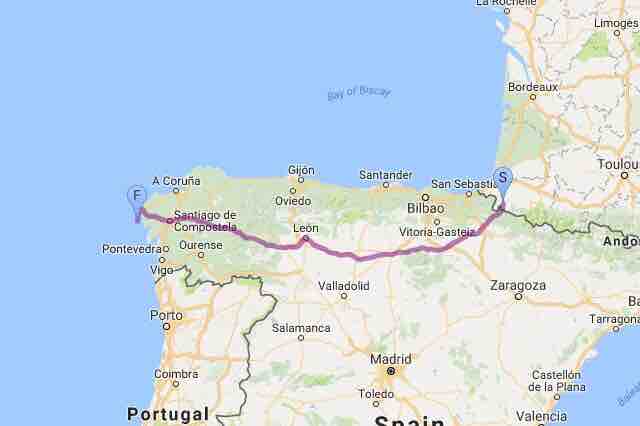 La Rochelle
Limoges
Bordeaux
Bay of Biscay
Toulou
S
F
A Coruña
Gijón
Santander
San Sebastiá
Oviedo
Bilbao
Santiago de
Compostela
León
Vitoria-Gasteiz
Ando
Pontevedra
Ourense
Vigo
Valladolid
Zaragoza
Porto
Salamanca
Tarragona
Madrid
Coimbra
Toledo
Castellón
de la Plana
Portugal
Spain
Valencia